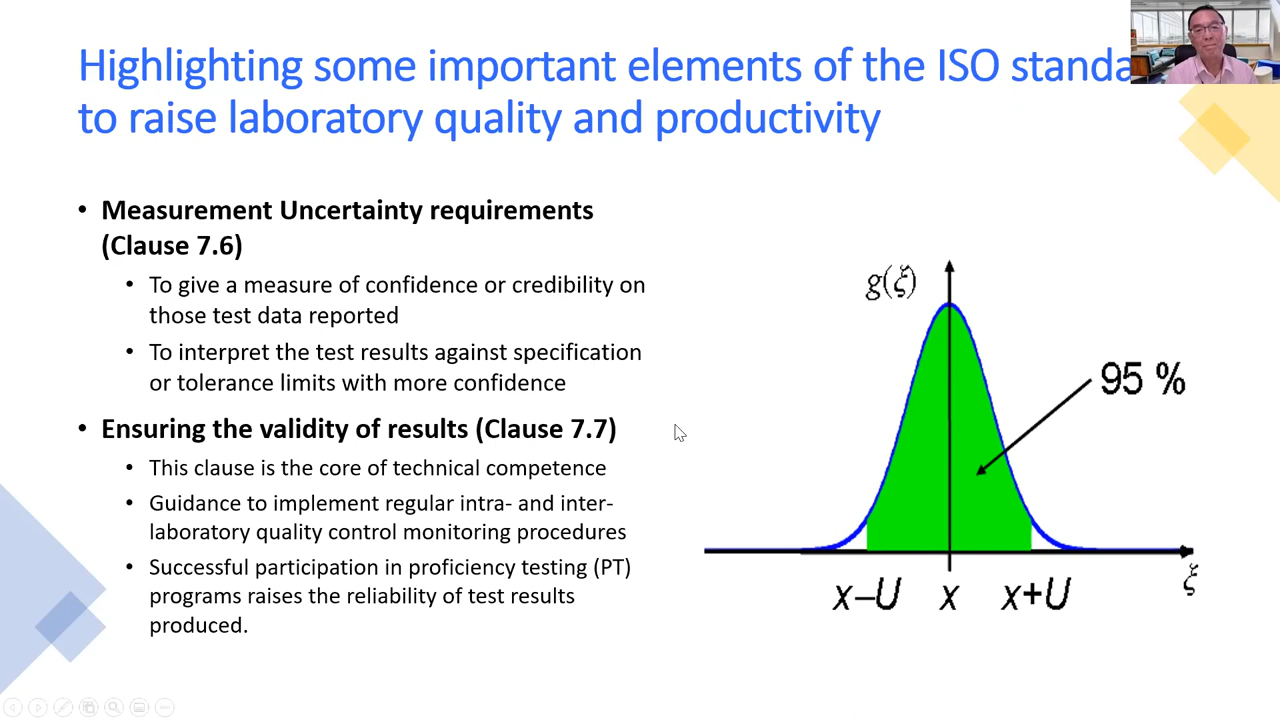 Highlighting some important elements of the ISO standa
to raise laboratory quality and productivity
• Measurement Uncertainty requirements
(Clause 7.6)
• To give a measure of confidence or credibility on
those test data reported
• To interpret the test results against specification
or tolerance limits with more confidence
• Ensuring the validity of results (Clause 7.7)
• This clause is the core of technical competence
• Guidance to implement regular intra- and inter-
laboratory quality control monitoring procedures
• Successful participation in proficiency testing (PT)
programs raises the reliability of test results
produced.
g(ξ)
95 %
x–U x x+U
ξ